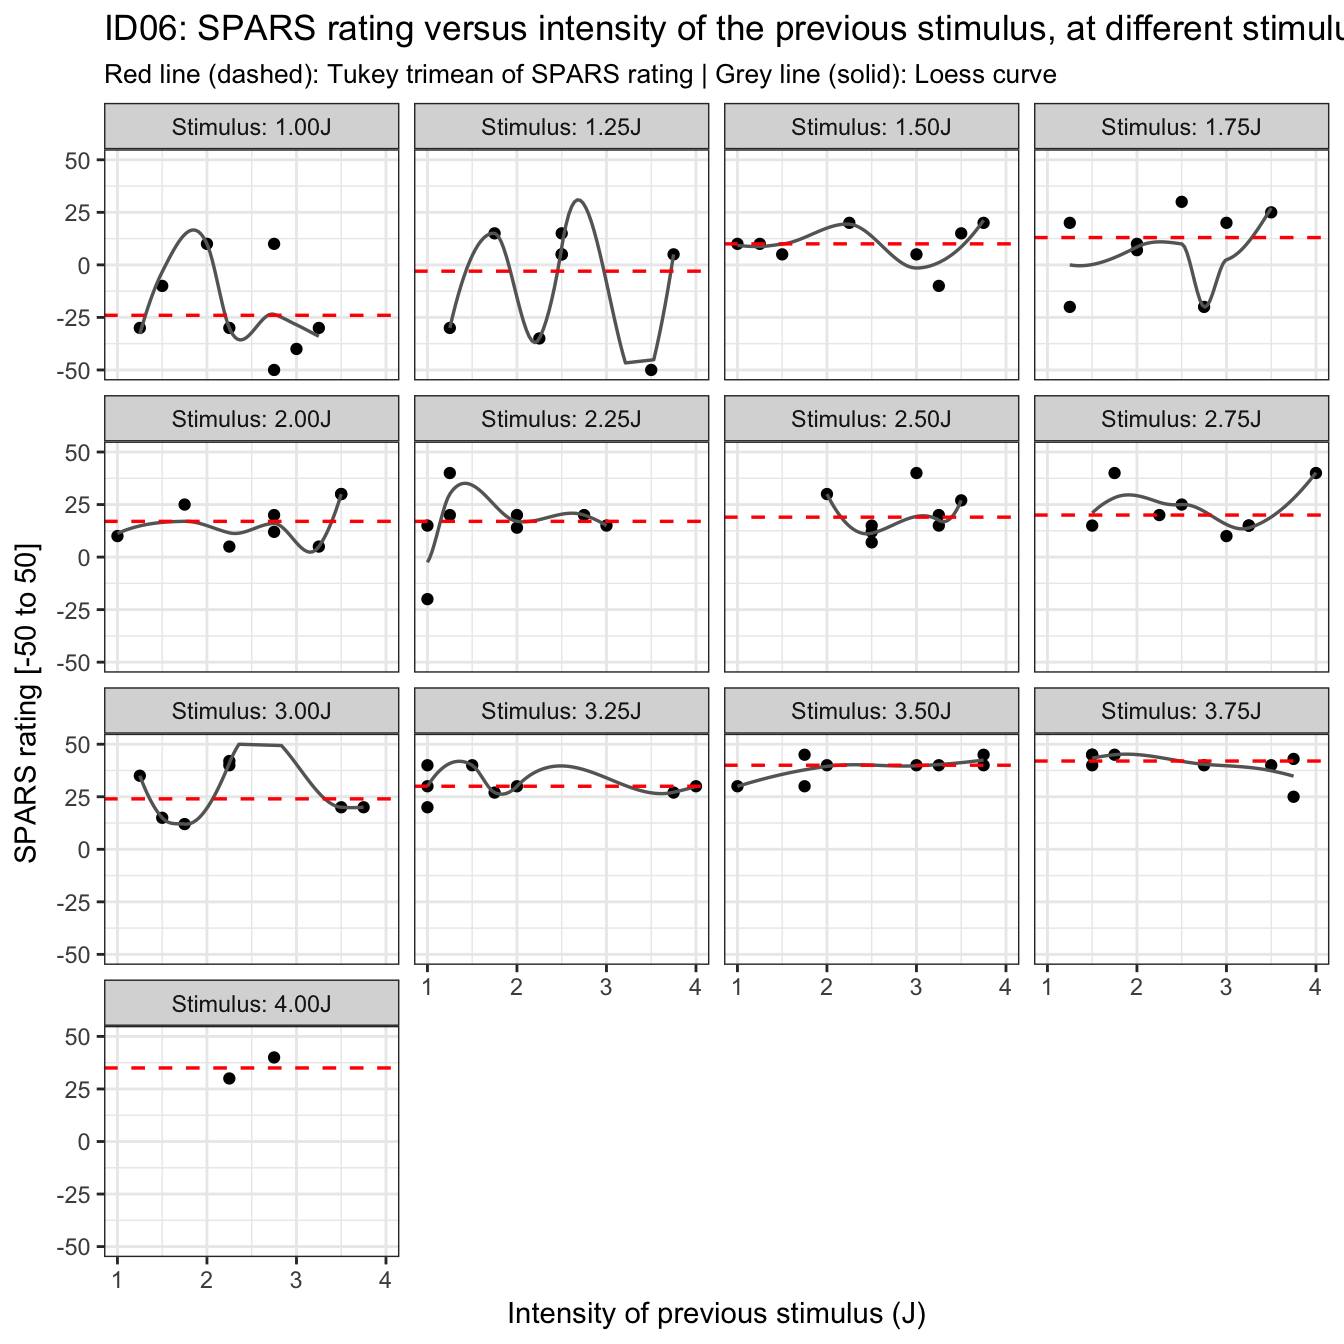 ID06: SPARS rating versus intensity of the previous stimulus, at different
Red line (dashed): Tukey trimean of SPARS rating | Grey line (solid): Loess curve
Stimulus: 1.00J Stimulus: 1.25J Stimulus: 1.50J Stimulus: 1.75J
50
25
0
-25
-50
Stimulus: 2.00J Stimulus: 2.25J Stimulus: 2.50J Stimulus: 2.75J
50
25
0
-25
-50
SPARS rating [-50 to 50]
Stimulus: 3.00J Stimulus: 3.25J Stimulus: 3.50J Stimulus: 3.75J
50
25
0
-25
-50
1 2 3 4 1 2 3 4 1 2 3 4
Stimulus: 4.00J
50
25
0
-25
-50
1 2 3 4
Intensity of previous stimulus (J)